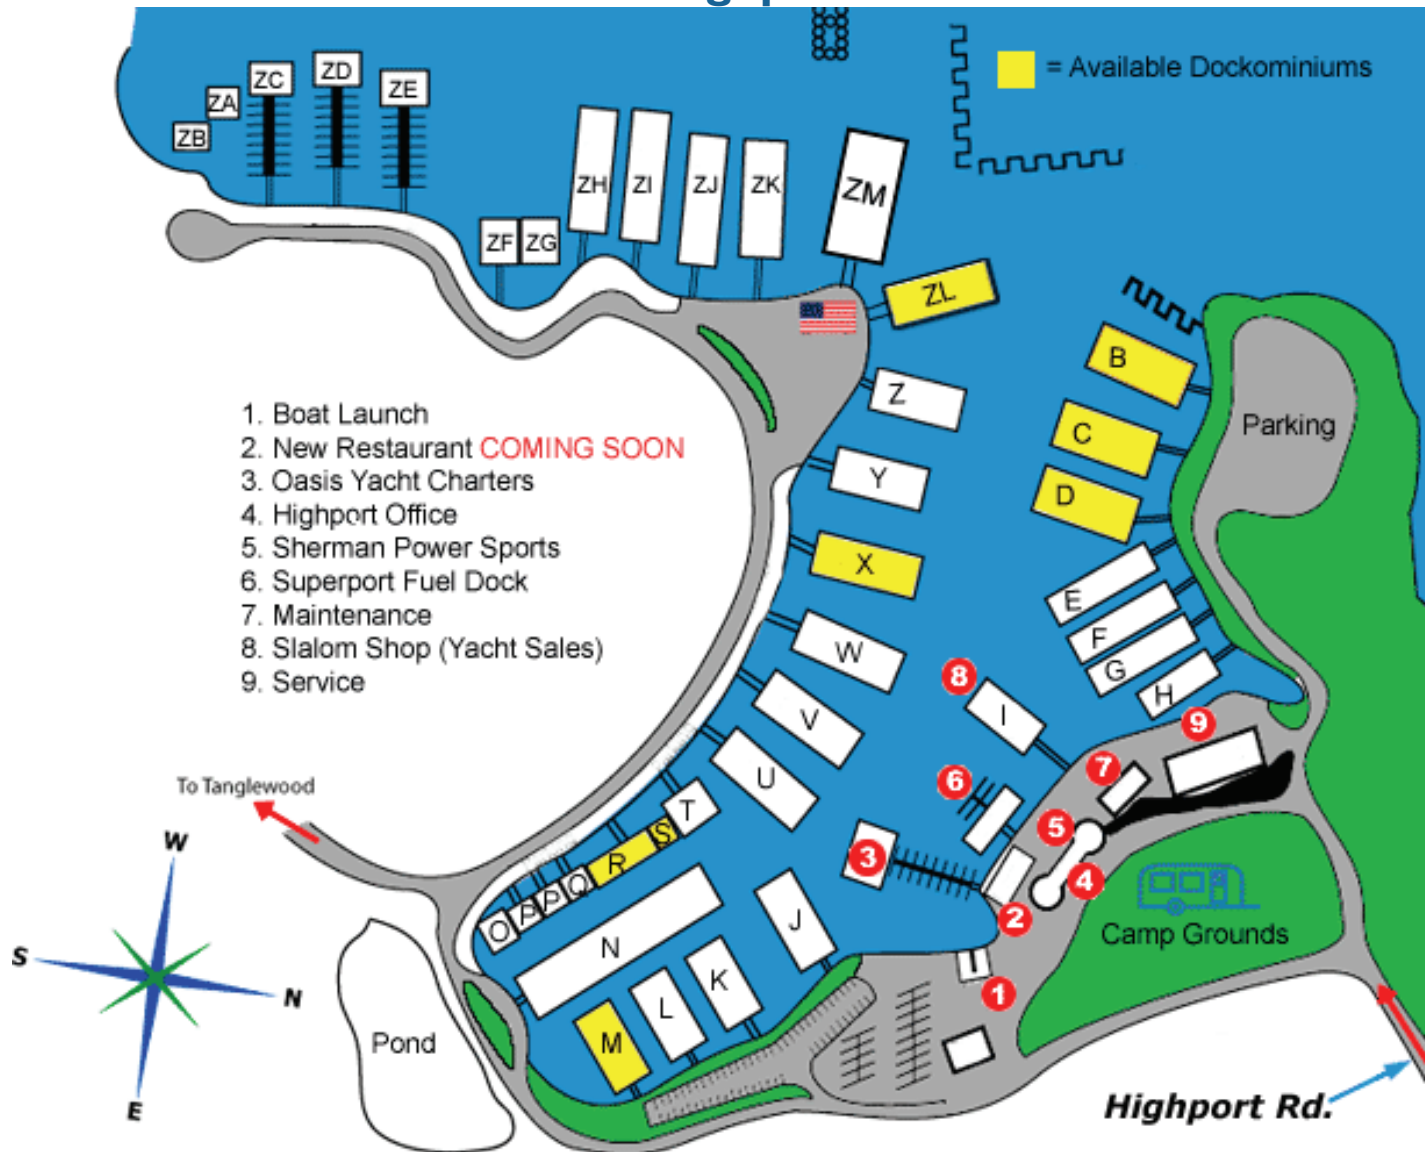 ZA
ZB
ZC
ZD
ZE
= Available Dockominiums
ZF
ZG
ZH
ZI
ZJ
ZK
ZM
ZL
B
C
D
Parking
Z
Y
X
W
V
U
T
S
R
Q
P
P
O
N
M
L
K
J
I
E
F
G
H
1. Boat Launch
2. New Restaurant COMING SOON
3. Oasis Yacht Charters
4. Highport Office
5. Sherman Power Sports
6. Superport Fuel Dock
7. Maintenance
8. Slalom Shop (Yacht Sales)
9. Service
8
9
7
6
5
3
4
2
1
To Tanglewood
W
S
N
E
Pond
Camp Grounds
Highport Rd.